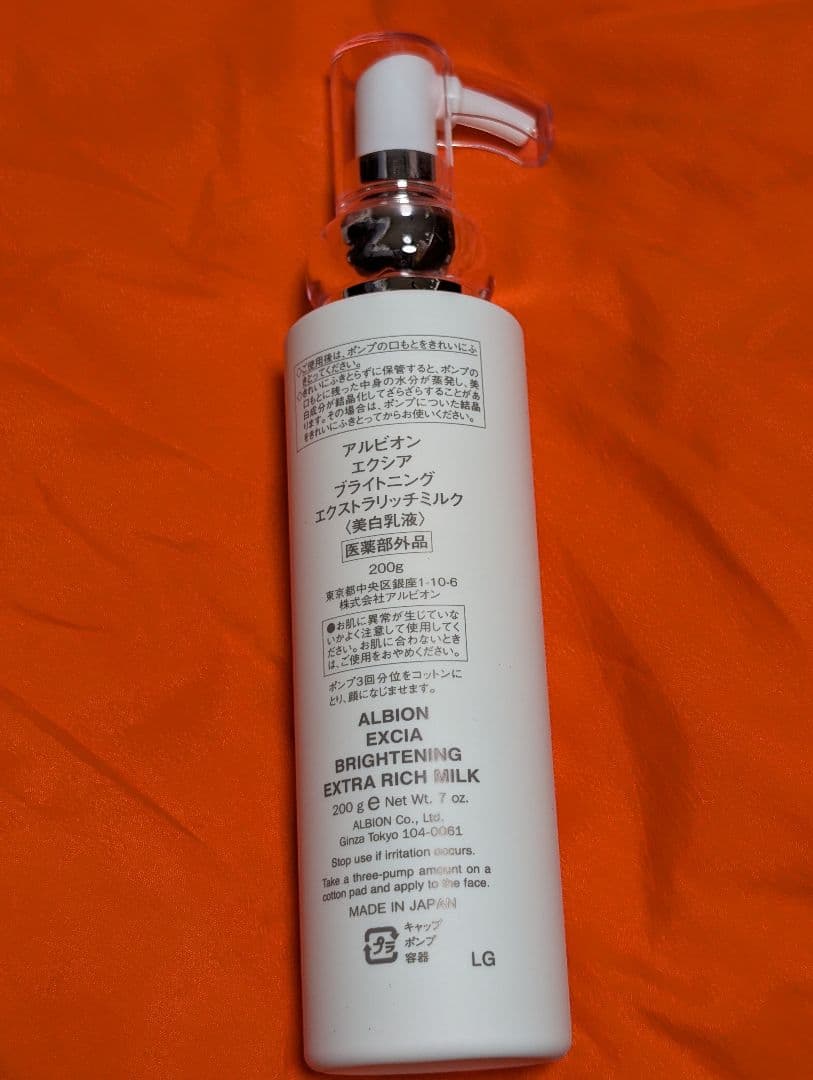 ◇ご使用後は、ポンプの口もとをきれいにふ
きとってください。
◇きれいにふきとらずに保管すると、ポンプの
口もとに残った中身の水分が蒸発し、美
白成分が結晶化してざらざらすることがあ
ります。その場合は、ポンプについた結晶
をきれいにふきとってからお使いください。
アルビオン
エクシア
ブライトニング
エクストラリッチミルク
〈美白乳液〉
医薬部外品
200g
東京都中央区銀座1-10-6
株式会社アルビオン
●お肌に異常が生じていな
いかよく注意して使用してく
ださい。お肌に合わないとき
は、ご使用をおやめください。
ポンプ3回分位をコットンに
とり、顔になじませます。
ALBION
EXCIA
BRIGHTENING
EXTRA RICH MILK
200 g e Net Wt. 7 oz.
ALBION Co., Ltd.
Ginza Tokyo 104-0061
Stop use if irritation occurs.
Take a three-pump amount on a
cotton pad and apply to the face.
MADE IN JAPAN
プラ
キャップ
ポンプ
容器
LG